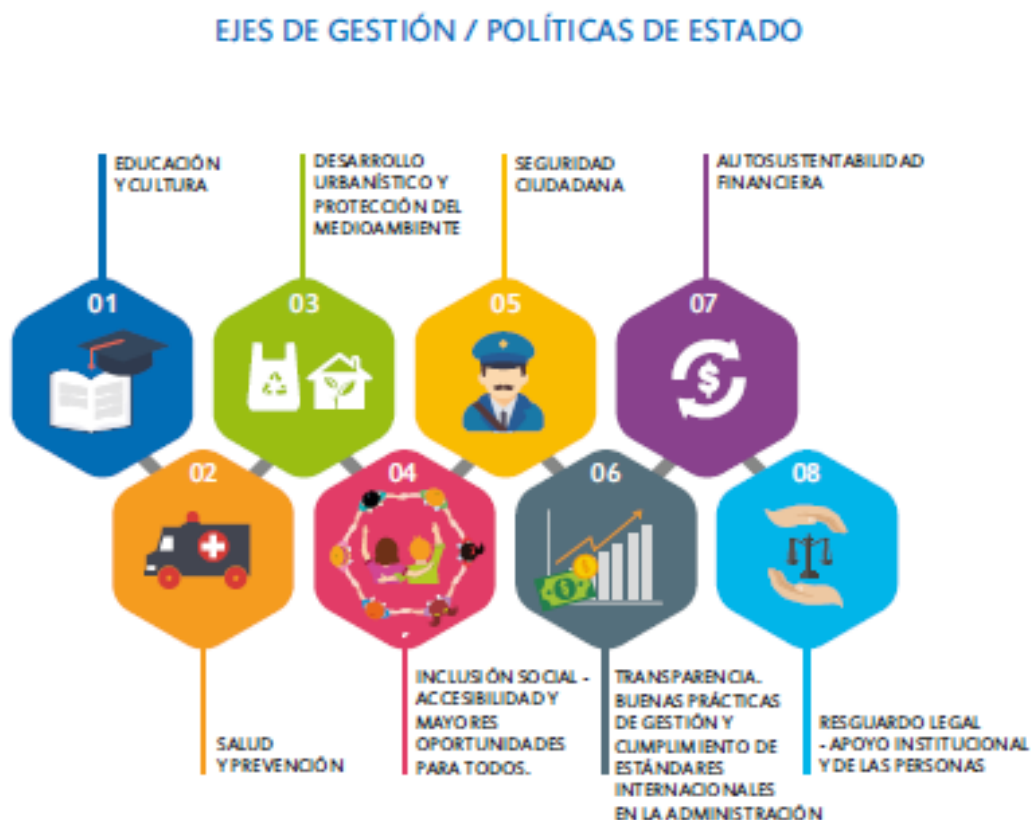 EJES DE GESTIÓN / POLÍTICAS DE ESTADO
01
EDUCACIÓN
Y CULTURA
02
SALUD
Y PREVENCIÓN
03
DESARROLLO
URBANÍSTICO Y
PROTECCIÓN DEL
MEDIOAMBIENTE
04
INCLUSIÓN SOCIAL -
ACCESIBILIDAD Y
MAYORES
OPORTUNIDADES
PARA TODOS.
05
SEGURIDAD
CIUDADANA
06
TRANSPARENCIA.
BUENAS PRÁCTICAS
DE GESTIÓN Y
CUMPLIMIENTO DE
ESTÁNDARES
INTERNACIONALES
EN LA ADMINISTRACIÓN
07
AUTOSUSTENTABILIDAD
FINANCIERA
$
08
RESGUARDO LEGAL
- APOYO INSTITUCIONAL
Y DE LAS PERSONAS